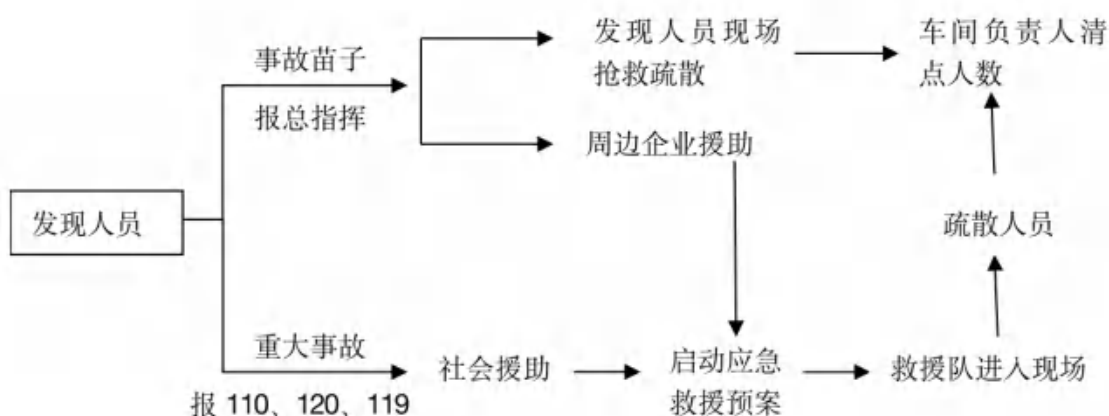 事故苗子
报总指挥
发现人员现场
抢救疏散
车间负责人清
点人数
周边企业援助
发现人员
疏散人员
重大事故
报 110、120、119
社会援助
启动应急
救援预案
救援队进入现场